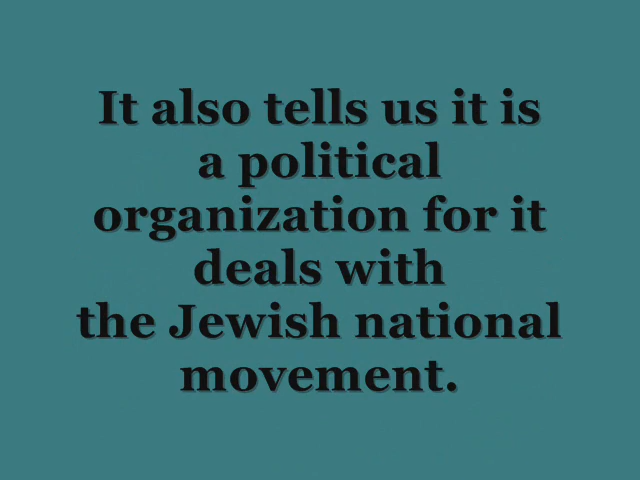 It also tells us it is
a political
organization for it
deals with
the Jewish national
movement.